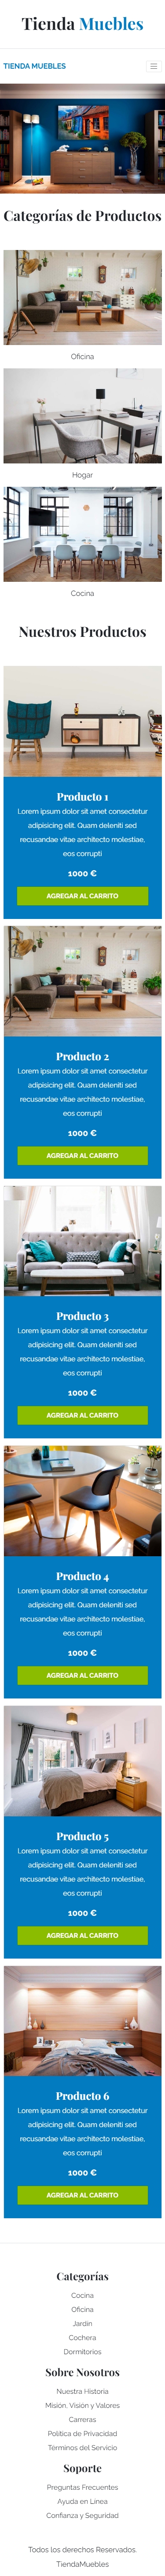 Tienda Muebles
TIENDA MUEBLES
Categorías de Productos
Oficina
Hogar
Cocina
Nuestros Productos
Producto 1
Lorem ipsum dolor sit amet consectetur
adipisicing elit. Quam deleniti sed
recusandae vitae architecto molestiae,
eos corrupti
1000 €
AGREGAR AL CARRITO
Producto 2
Lorem ipsum dolor sit amet consectetur
adipisicing elit. Quam deleniti sed
recusandae vitae architecto molestiae,
eos corrupti
1000 €
AGREGAR AL CARRITO
Producto 3
Lorem ipsum dolor sit amet consectetur
adipisicing elit. Quam deleniti sed
recusandae vitae architecto molestiae,
eos corrupti
1000 €
AGREGAR AL CARRITO
Producto 4
Lorem ipsum dolor sit amet consectetur
adipisicing elit. Quam deleniti sed
recusandae vitae architecto molestiae,
eos corrupti
1000 €
AGREGAR AL CARRITO
Producto 5
Lorem ipsum dolor sit amet consectetur
adipisicing elit. Quam deleniti sed
recusandae vitae architecto molestiae,
eos corrupti
1000 €
AGREGAR AL CARRITO
Producto 6
Lorem ipsum dolor sit amet consectetur
adipisicing elit. Quam deleniti sed
recusandae vitae architecto molestiae,
eos corrupti
1000 €
AGREGAR AL CARRITO
Categorías
Cocina
Oficina
Jardín
Cochera
Dormitorios
Sobre Nosotros
Nuestra Historia
Misión, Visión y Valores
Carreras
Política de Privacidad
Términos del Servicio
Soporte
Preguntas Frecuentes
Ayuda en Línea
Confianza y Seguridad
Todos los derechos Reservados.
TiendaMuebles